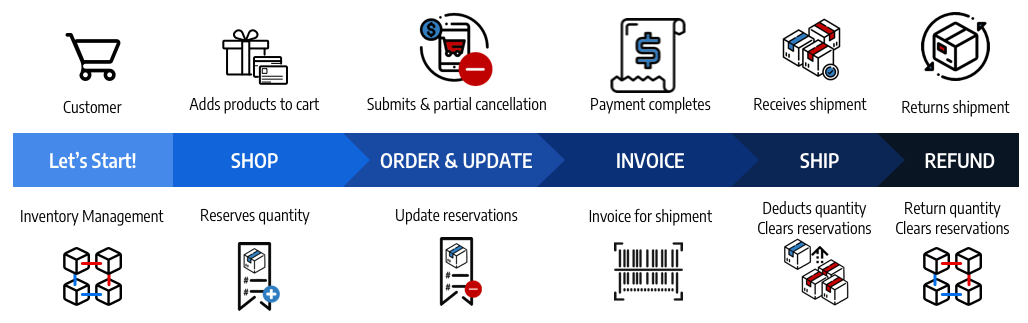 Customer
Adds products to cart
Submits & partial cancellation
Payment completes
Receives shipment
Returns shipment
Let's Start!
SHOP
ORDER & UPDATE
INVOICE
SHIP
REFUND
Inventory Management
Reserves quantity
Update reservations
Invoice for shipment
Deducts quantity
Clears reservations
Return quantity
Clears reservations
$
$
#
#
#
#